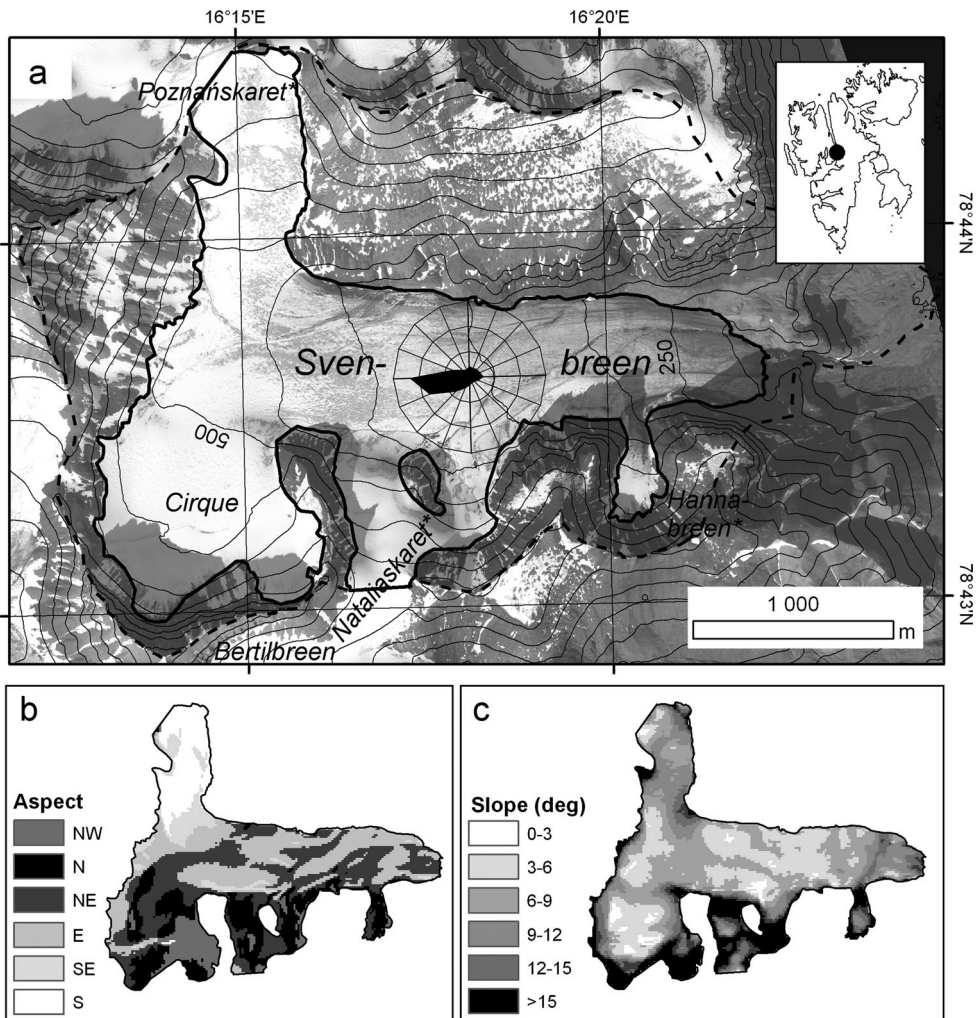 16°15'E
16°20'E
a
Poznańskaret*
78°44'N
Sven-
breen
250
500
Cirque
Hanna-
breen*
Nataliaskaret*
78°43'N
1 000
m
Bertilbreen
b
Aspect
NW
N
NE
E
SE
S
c
Slope (deg)
0-3
3-6
6-9
9-12
12-15
>15